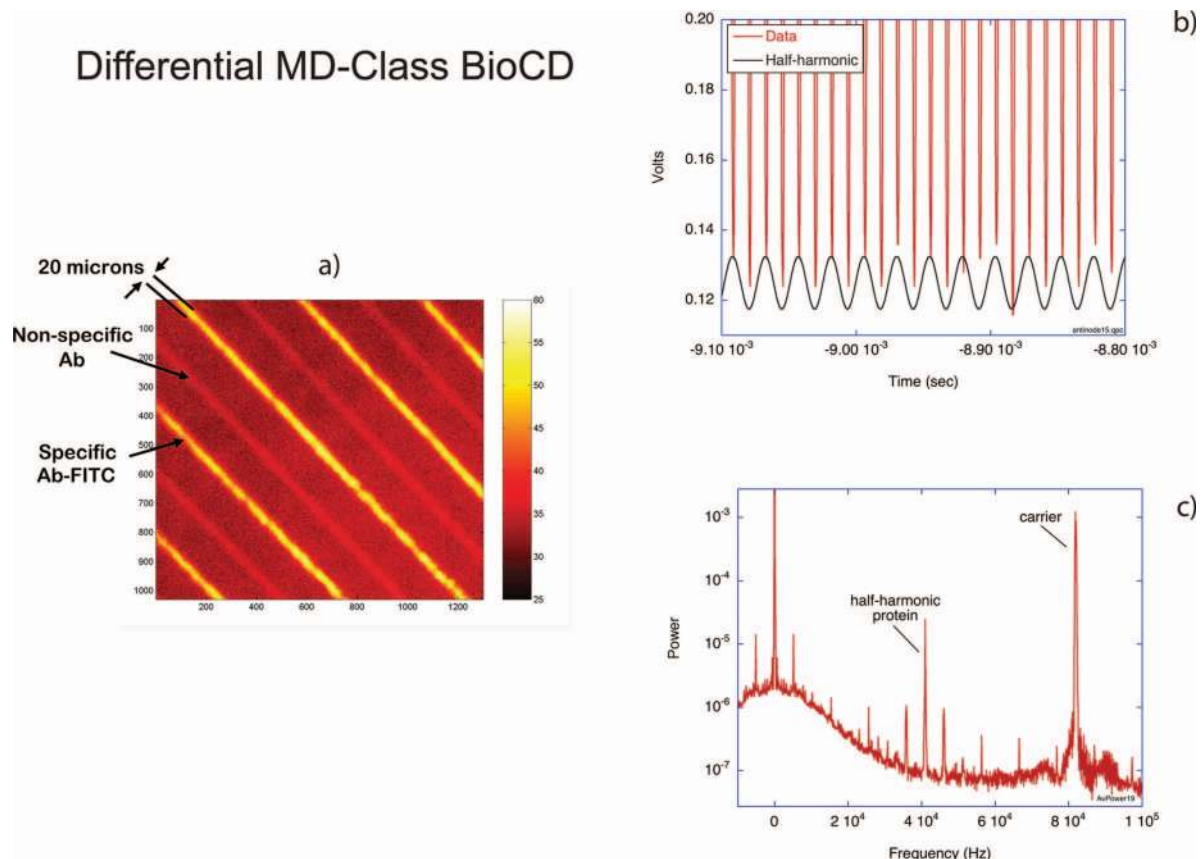 Differential MD-Class BioCD
a)
20 microns
Non-specific
Ab
Specific
Ab-FITC
100
200
300
400
500
600
700
800
900
1000
200 400 600 800 1000 1200
60
55
50
45
40
35
30
25
b)
0.20
0.18
0.16
0.14
0.12
Volts
Data
Half-harmonic
antinode15.qpc
-9.10 10⁻³ -9.00 10⁻³ -8.90 10⁻³ -8.80 10⁻³
Time (sec)
c)
10⁻³
10⁻⁴
10⁻⁵
10⁻⁶
10⁻⁷
Power
carrier
half-harmonic
protein
AvPower19
0 2 10⁴ 4 10⁴ 6 10⁴ 8 10⁴ 1 10⁵
Frequency (Hz)